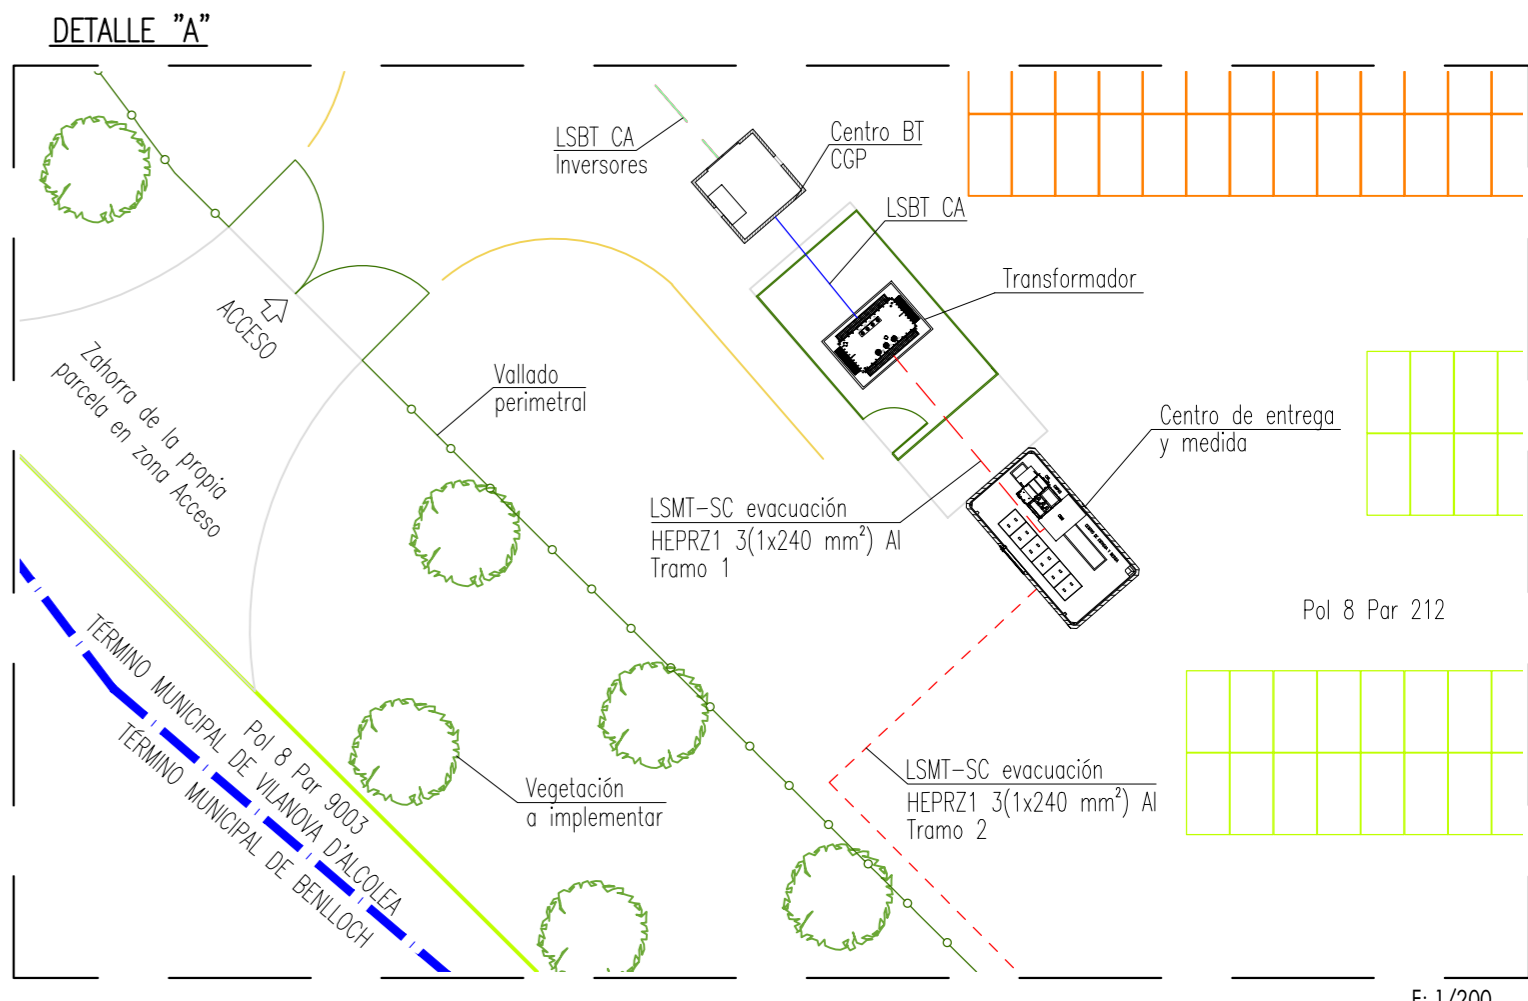 DETALLE "A"
LSBT CA
Inversores
Centro BT
CGP
LSBT CA
Transformador
ACCESO
Zahorra de la propia
parcela en zona Acceso
Vallado
perimetral
Centro de entrega
y medida
LSMT-SC evacuación
HEPRZ1 3(1x240 mm²) Al
Tramo 1
Pol 8 Par 212
TÉRMINO MUNICIPAL DE VILANOVA D'ALCOLEA
Pol 8 Par 9003
TÉRMINO MUNICIPAL DE BENLLOCH
Vegetación
a implementar
LSMT-SC evacuación
HEPRZ1 3(1x240 mm²) Al
Tramo 2
E: 1/200